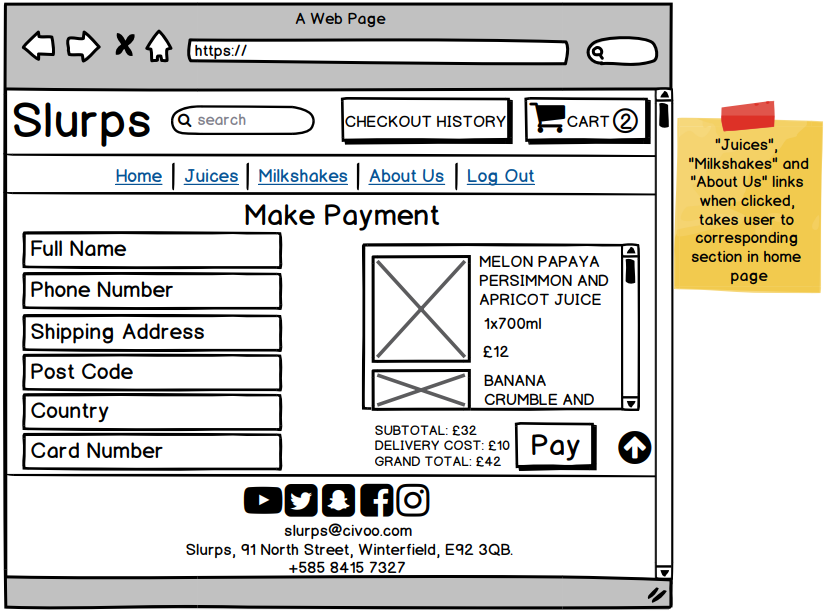 A Web Page
https://
Slurps
search
CHECKOUT HISTORY
CART 2
Home
Juices
Milkshakes
About Us
Log Out
Make Payment
Full Name
Phone Number
Shipping Address
Post Code
Country
Card Number
MELON PAPAYA
PERSIMMON AND
APRICOT JUICE
1x700ml
£12
BANANA
CRUMBLE AND
SUBTOTAL: £32
DELIVERY COST: £10
GRAND TOTAL: £42
Pay
slurps@civoo.com
Slurps, 91 North Street, Winterfield, E92 3QB.
+585 8415 7327
"Juices",
"Milkshakes" and
"About Us" links
when clicked,
takes user to
corresponding
section in home
page